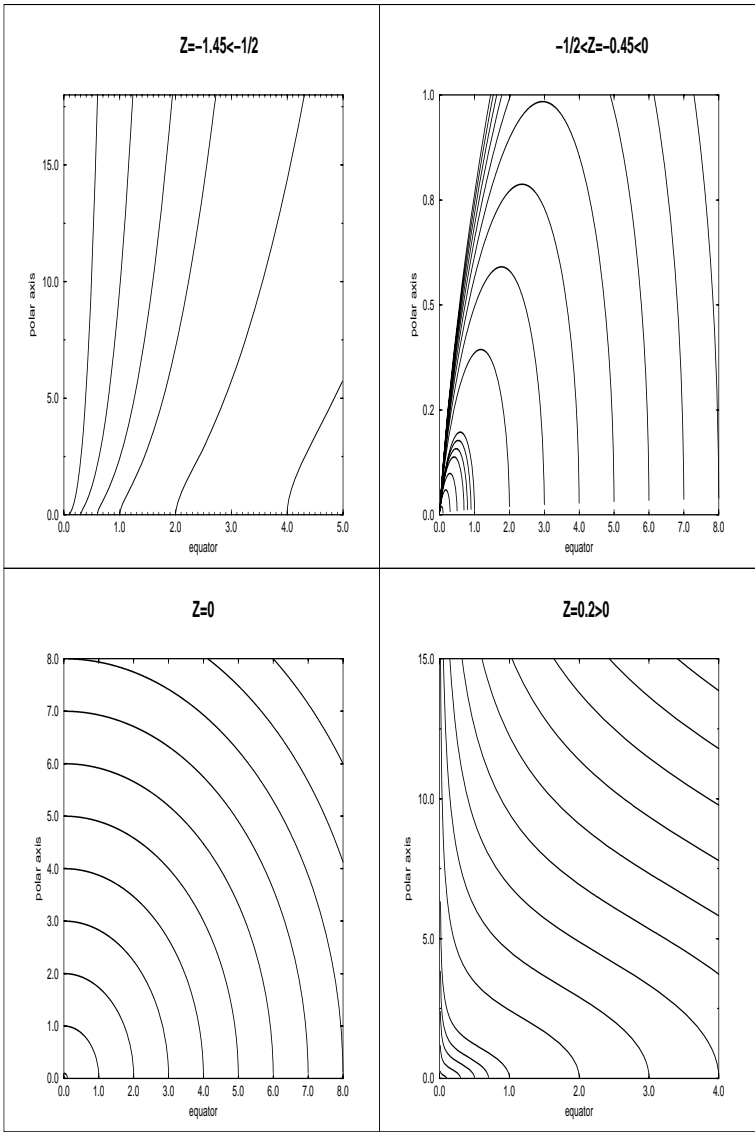 Z=−1.45<−1/2
15.0
10.0
5.0
0.0
polar axis
0.0 1.0 2.0 3.0 4.0 5.0
equator
−1/2<Z=−0.45<0
1.0
0.8
0.5
0.2
0.0
polar axis
0.0 1.0 2.0 3.0 4.0 5.0 6.0 7.0 8.0
equator
Z=0
8.0
7.0
6.0
5.0
4.0
3.0
2.0
1.0
0.0
polar axis
0.0 1.0 2.0 3.0 4.0 5.0 6.0 7.0 8.0
equator
Z=0.2>0
15.0
10.0
5.0
0.0
polar axis
0.0 1.0 2.0 3.0 4.0
equator